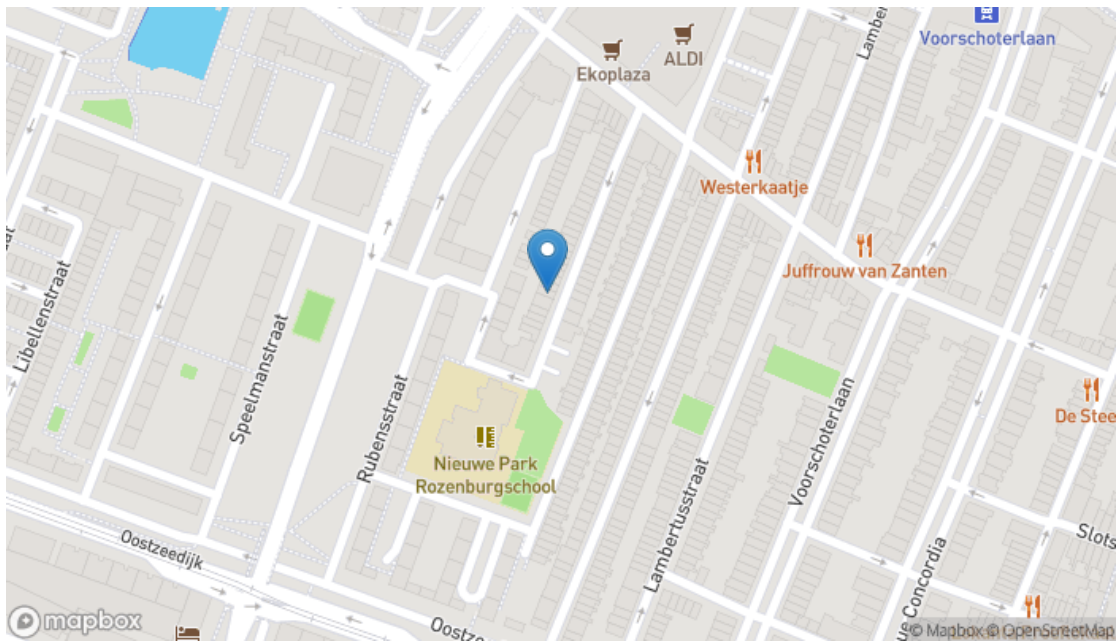 Voorschoterlaan
ALDI
Ekoplaza
Westerkaatje
Juffrouw van Zanten
Libellenstraat
Speelmanstraat
Rubensstraat
Nieuwe Park
Rozenburgschool
Lambertusstraat
Voorschoterlaan
De Stee
Oostzeedijk
Concordia
Slots
mapbox
© Mapbox © OpenStreetMap